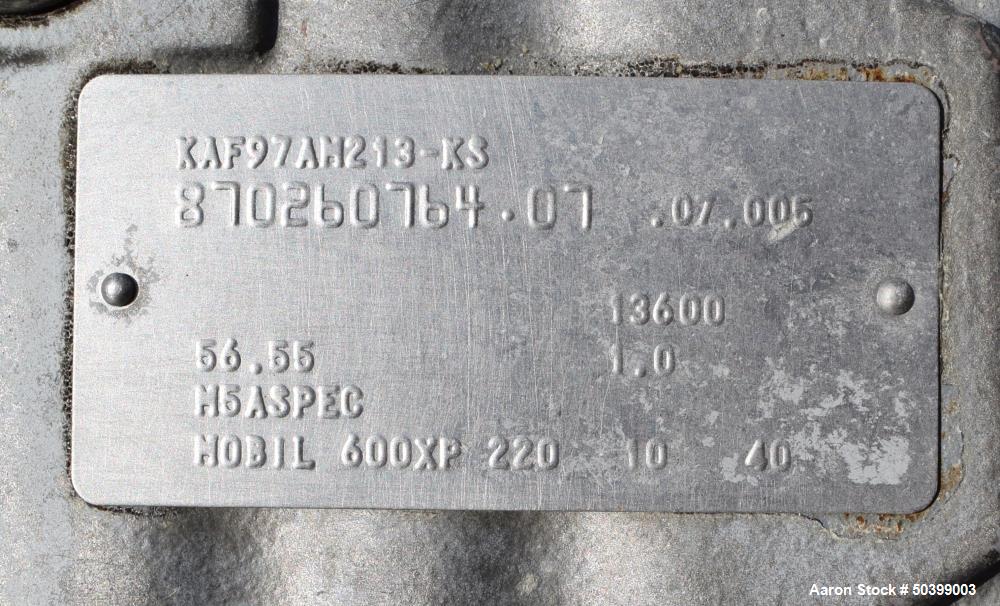 KAF97AM213-KS
870260764.07 .07.005
13600
56.55 1.0
M5ASPEC
MOBIL 600XP 220 10 40
Aaron Stock # 50399003